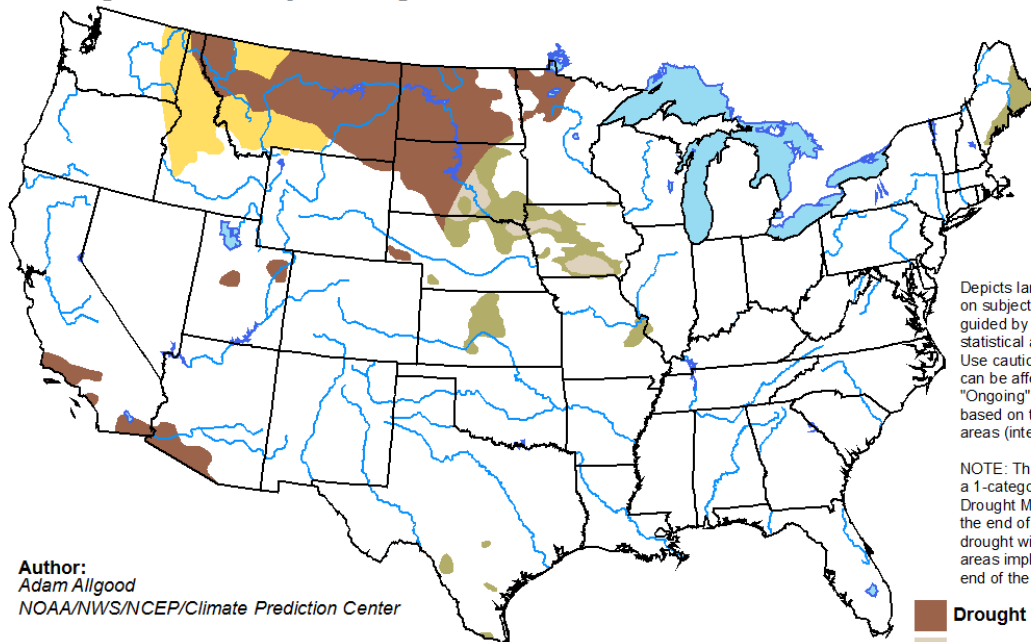 Depicts lar
on subject
guided by
statistical a
Use cautio
can be affe
"Ongoing"
based on t
areas (inte
NOTE: Th
a 1-catego
Drought M
the end of
drought wi
areas impl
end of the
Author:
Adam Allgood
NOAA/NWS/NCEP/Climate Prediction Center
Drought